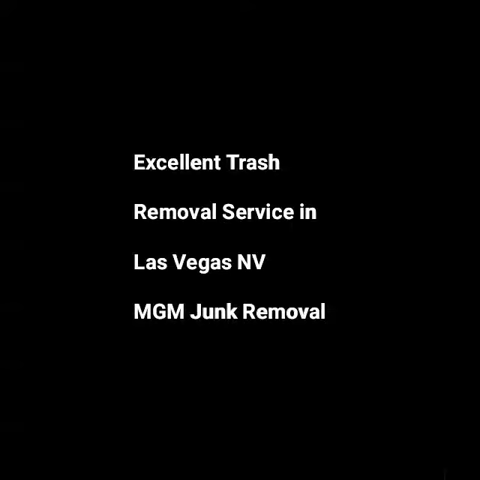 Excellent Trash
Removal Service in
Las Vegas NV
MGM Junk Removal